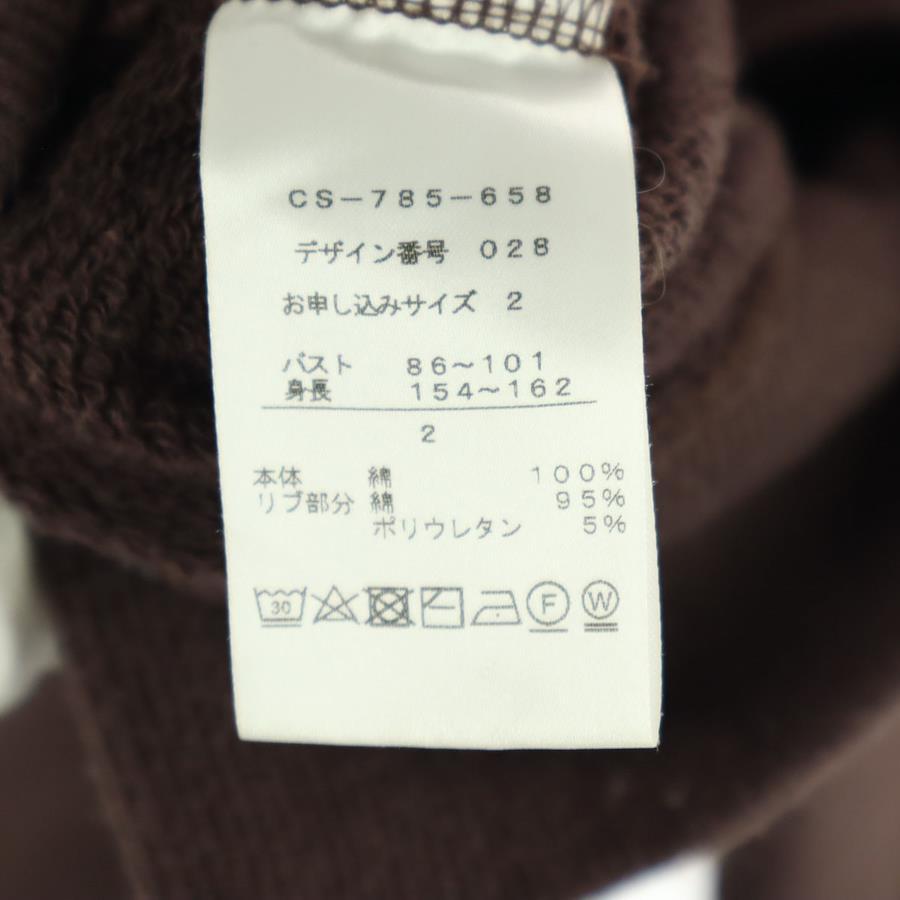 CS-785-658
デザイン番号 028
お申し込みサイズ 2
バスト 86~101
身長 154~162
2
本体 綿 100%
リブ部分 綿 95%
ポリウレタン 5%
30 F W